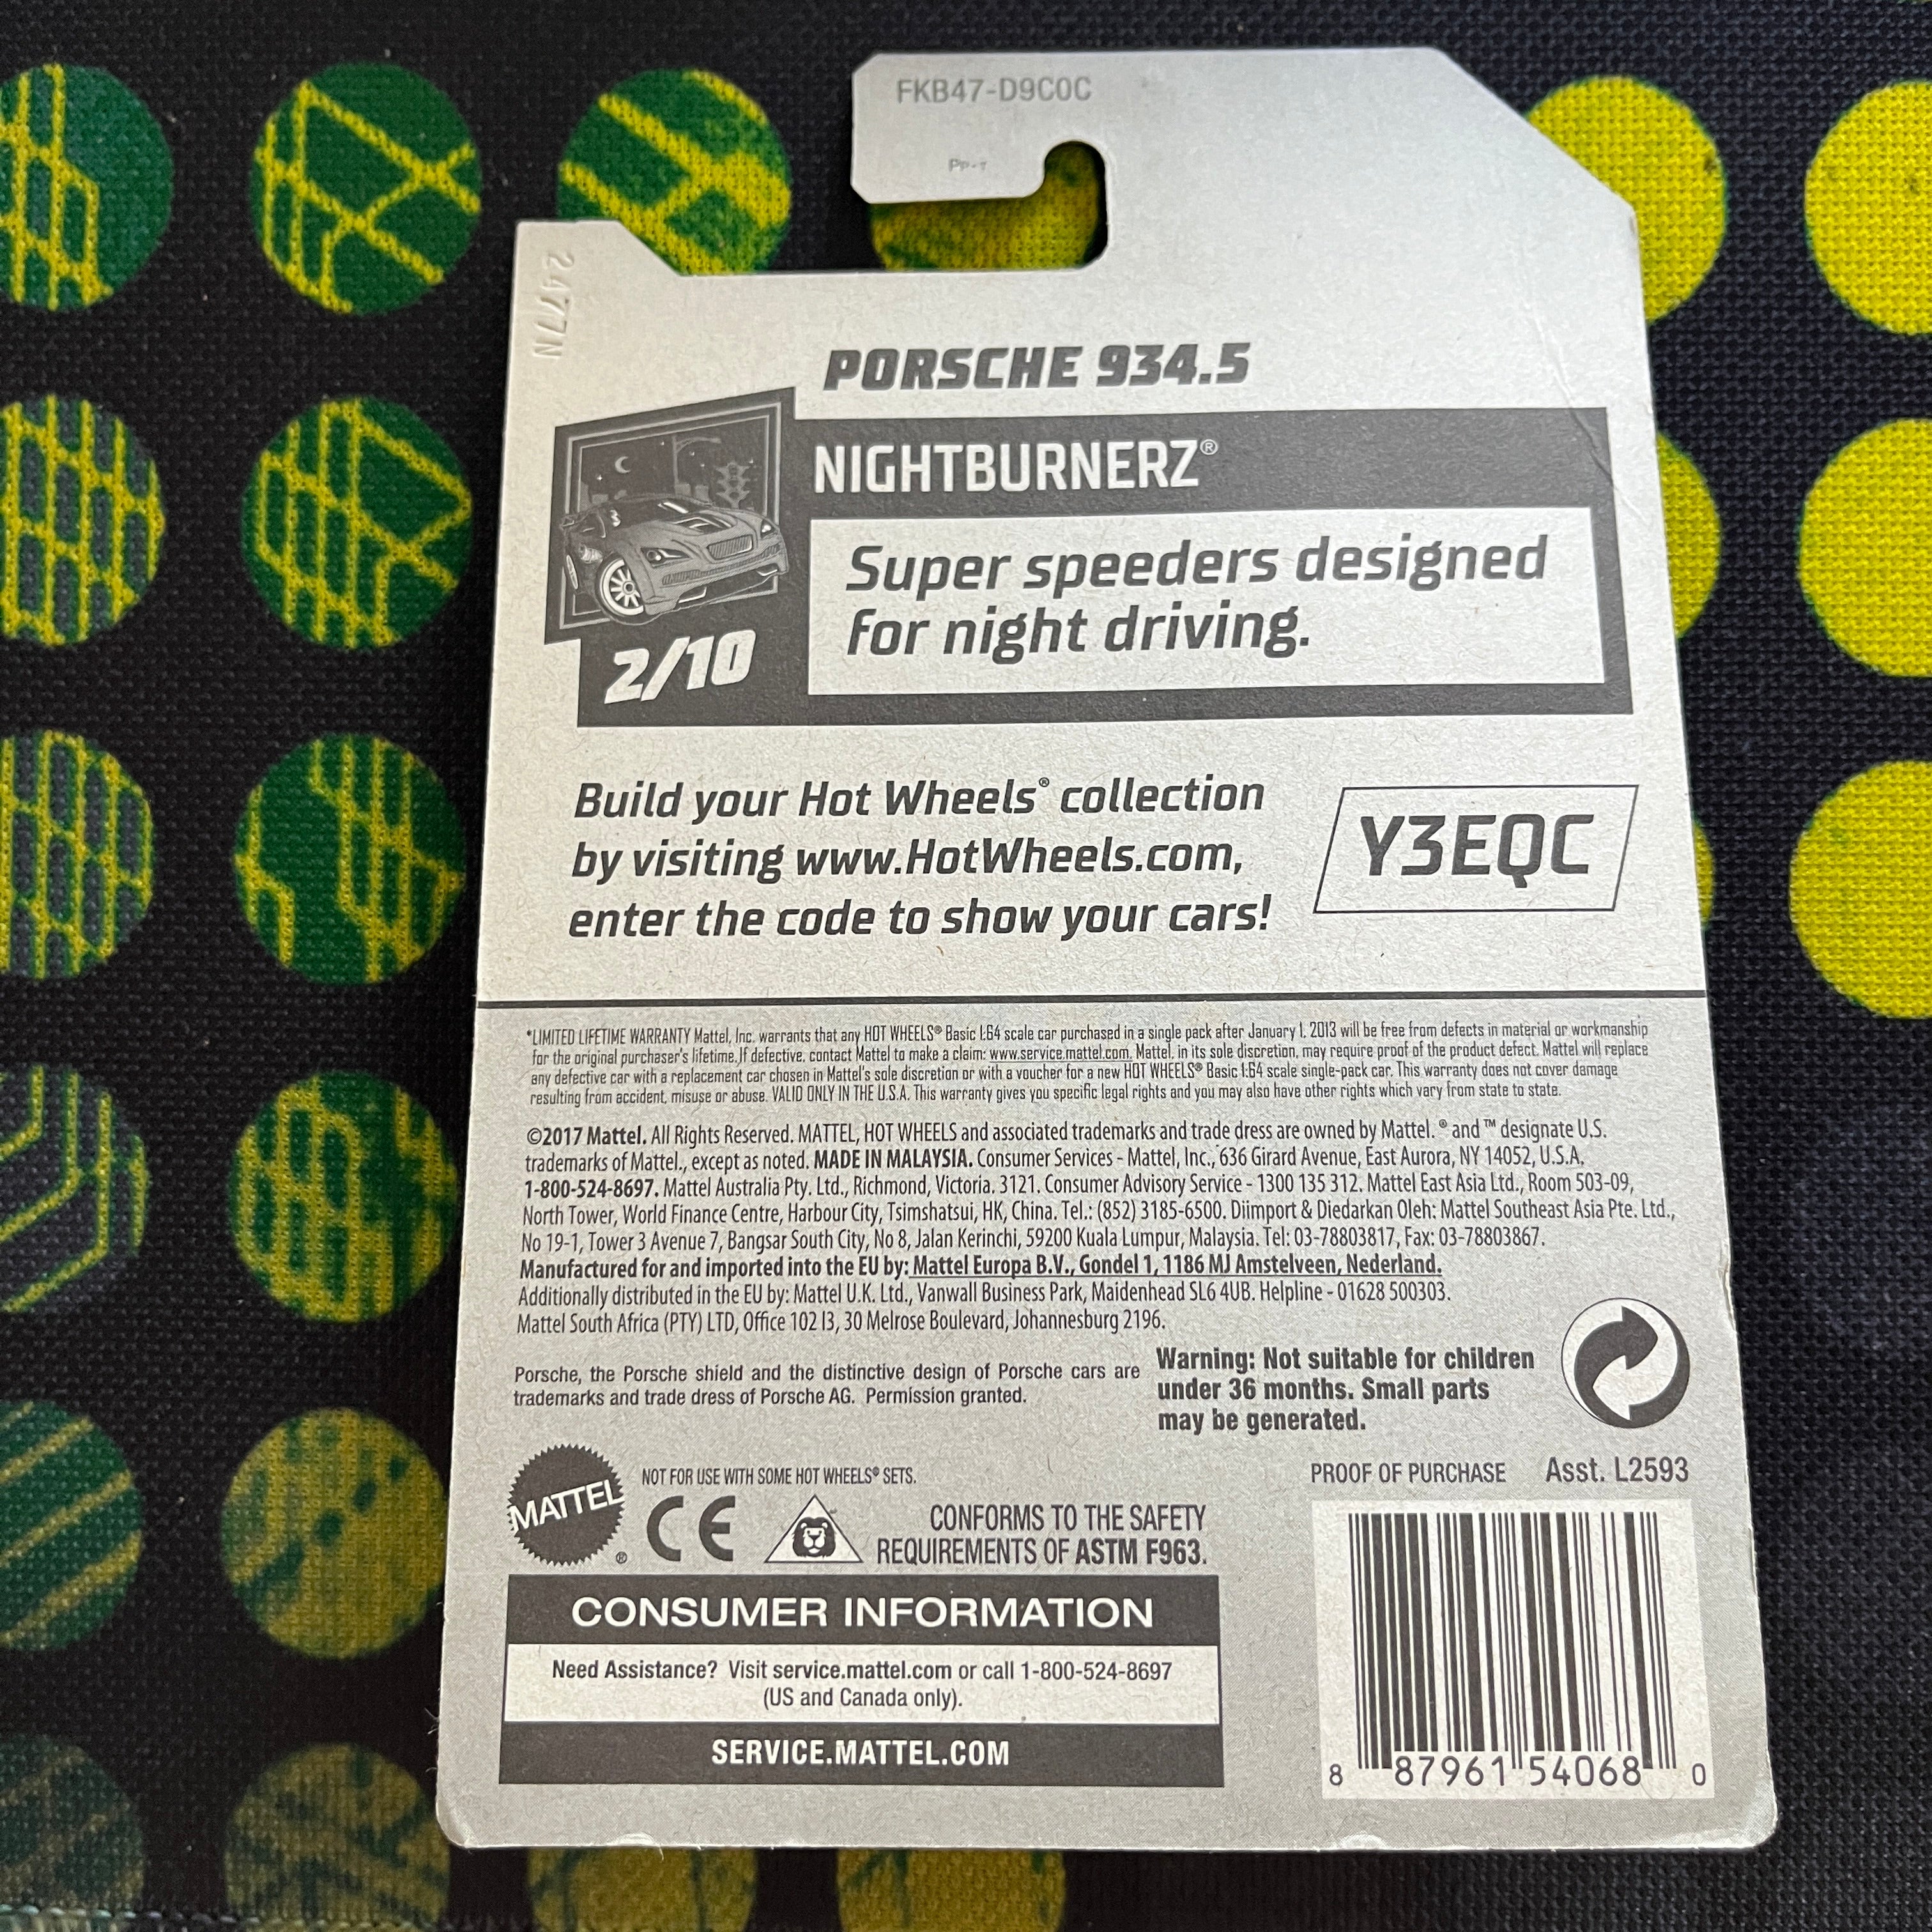 FKB47-D9C0C
2477N
PORSCHE 934.5
NIGHTBURNERZ®
Super speeders designed
for night driving.
2/10
Build your Hot Wheels® collection
by visiting www.HotWheels.com,
enter the code to show your cars!
Y3EQC
*LIMITED LIFETIME WARRANTY Mattel, Inc. warrants that any HOT WHEELS® Basic 1:64 scale car purchased in a single pack after January 1, 2013 will be free from defects in material or workmanship
for the original purchaser's lifetime. If defective, contact Mattel to make a claim: www.service.mattel.com. Mattel, in its sole discretion, may require proof of the product defect. Mattel will replace
any defective car with a replacement car chosen in Mattel's sole discretion or with a voucher for a new HOT WHEELS® Basic 1:64 scale single-pack car. This warranty does not cover damage
resulting from accident, misuse or abuse. VALID ONLY IN THE U.S.A. This warranty gives you specific legal rights and you may also have other rights which vary from state to state.
©2017 Mattel. All Rights Reserved. MATTEL, HOT WHEELS and associated trademarks and trade dress are owned by Mattel. ® and ™ designate U.S.
trademarks of Mattel., except as noted. MADE IN MALAYSIA. Consumer Services - Mattel, Inc., 636 Girard Avenue, East Aurora, NY 14052, U.S.A.
1-800-524-8697. Mattel Australia Pty. Ltd., Richmond, Victoria. 3121. Consumer Advisory Service - 1300 135 312. Mattel East Asia Ltd., Room 503-09,
North Tower, World Finance Centre, Harbour City, Tsimshatsui, HK, China. Tel.: (852) 3185-6500. Diimport & Diedarkan Oleh: Mattel Southeast Asia Pte. Ltd.,
No 19-1, Tower 3 Avenue 7, Bangsar South City, No 8, Jalan Kerinchi, 59200 Kuala Lumpur, Malaysia. Tel: 03-78803817, Fax: 03-78803867.
Manufactured for and imported into the EU by: Mattel Europa B.V., Gondel 1, 1186 MJ Amstelveen, Nederland.
Additionally distributed in the EU by: Mattel U.K. Ltd., Vanwall Business Park, Maidenhead SL6 4UB. Helpline - 01628 500303.
Mattel South Africa (PTY) LTD, Office 102 I3, 30 Melrose Boulevard, Johannesburg 2196.
Porsche, the Porsche shield and the distinctive design of Porsche cars are
trademarks and trade dress of Porsche AG. Permission granted.
Warning: Not suitable for children
under 36 months. Small parts
may be generated.
MATTEL®
NOT FOR USE WITH SOME HOT WHEELS® SETS.
CE
CONFORMS TO THE SAFETY
REQUIREMENTS OF ASTM F963.
PROOF OF PURCHASE Asst. L2593
CONSUMER INFORMATION
Need Assistance? Visit service.mattel.com or call 1-800-524-8697
(US and Canada only).
SERVICE.MATTEL.COM
8 87961 54068 0